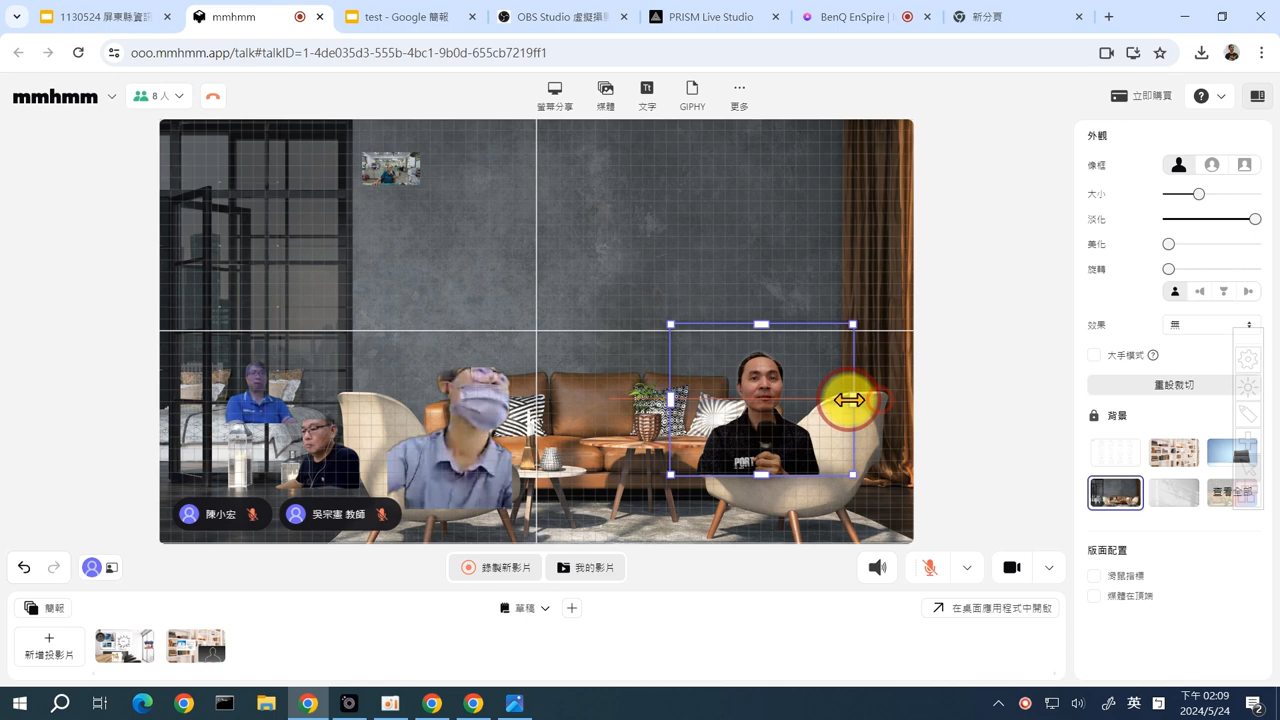 1130524 屏東縣資訊
mmhmm
test - Google 簡報
OBS Studio 虛擬攝影
PRISM Live Studio
BenQ EnSpire |
新分頁
ooo.mmhmm.app/talk#talkID=1-4de035d3-555b-4bc1-9b0d-655cb7219ff1
mmhmm
8 人
螢幕分享
媒體
Tt
文字
GIPHY
更多
立即購買
外觀
像框
大小
淡化
美化
旋轉
效果
無
大手模式
重設裁切
背景
查看全部
PART
陳小宏
吳宗憲 教師
版面配置
滑鼠指標
媒體在頂端
錄製新影片
我的影片
簡報
草稿
在桌面應用程式中開啟
新增投影片
英
下午 02:09
2024/5/24
2